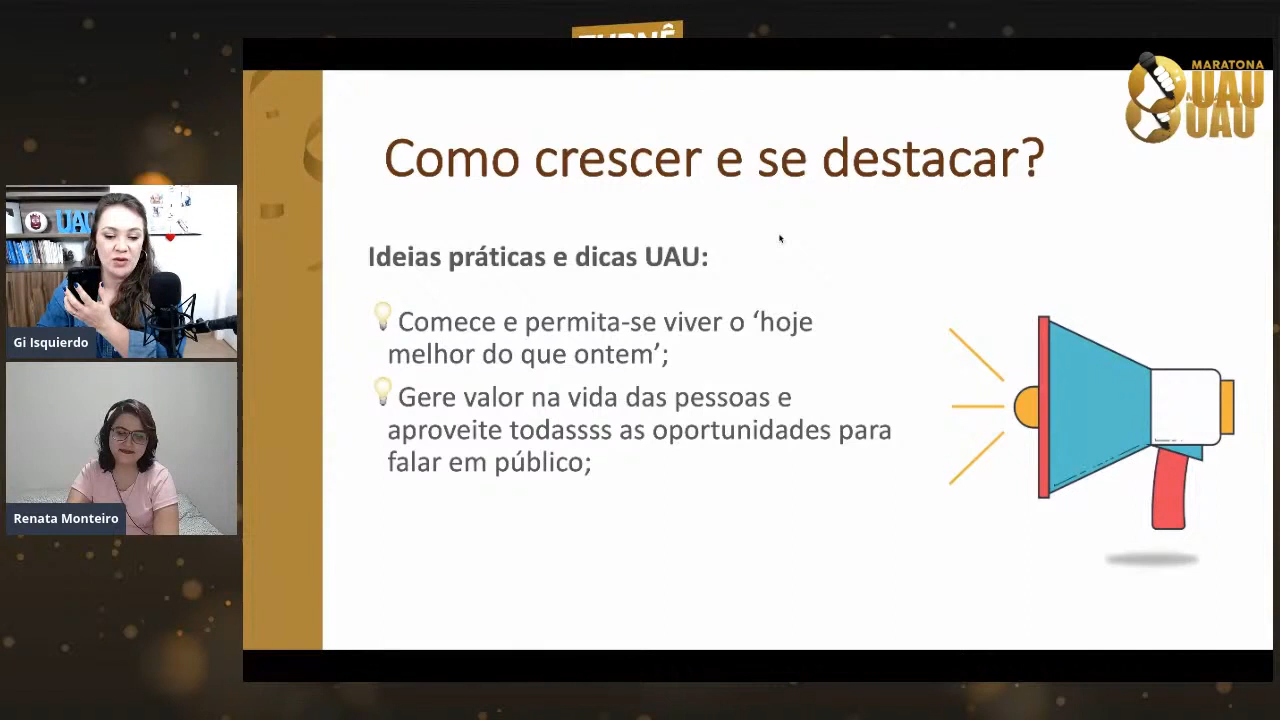 TURNÊ
MARATONA
UAU
UAU
Como crescer e se destacar?
Ideias práticas e dicas UAU:
Comece e permita-se viver o ‘hoje
melhor do que ontem’;
Gere valor na vida das pessoas e
aproveite todassss as oportunidades para
falar em público;
UAU
Gi Isquierdo
Renata Monteiro